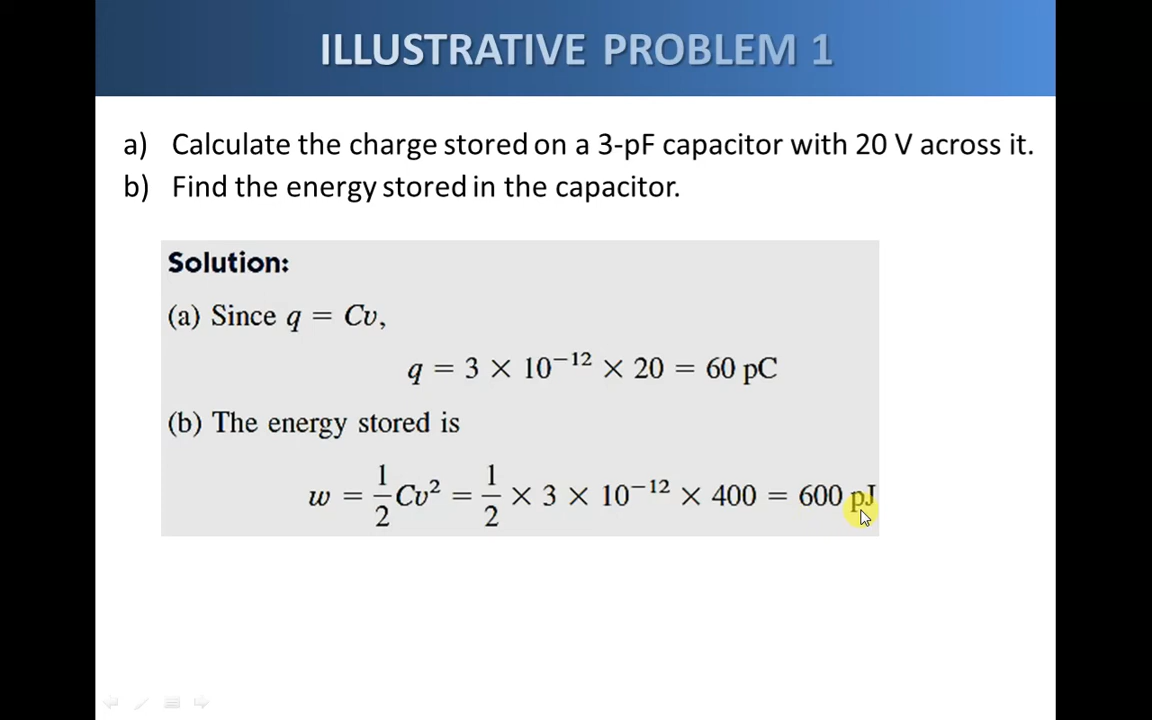 ILLUSTRATIVE PROBLEM 1
a) Calculate the charge stored on a 3-pF capacitor with 20 V across it.
b) Find the energy stored in the capacitor.
Solution:
(a) Since q = Cv,
q = 3 × 10⁻¹² × 20 = 60 pC
(b) The energy stored is
w = 1/2 Cv² = 1/2 × 3 × 10⁻¹² × 400 = 600 pJ